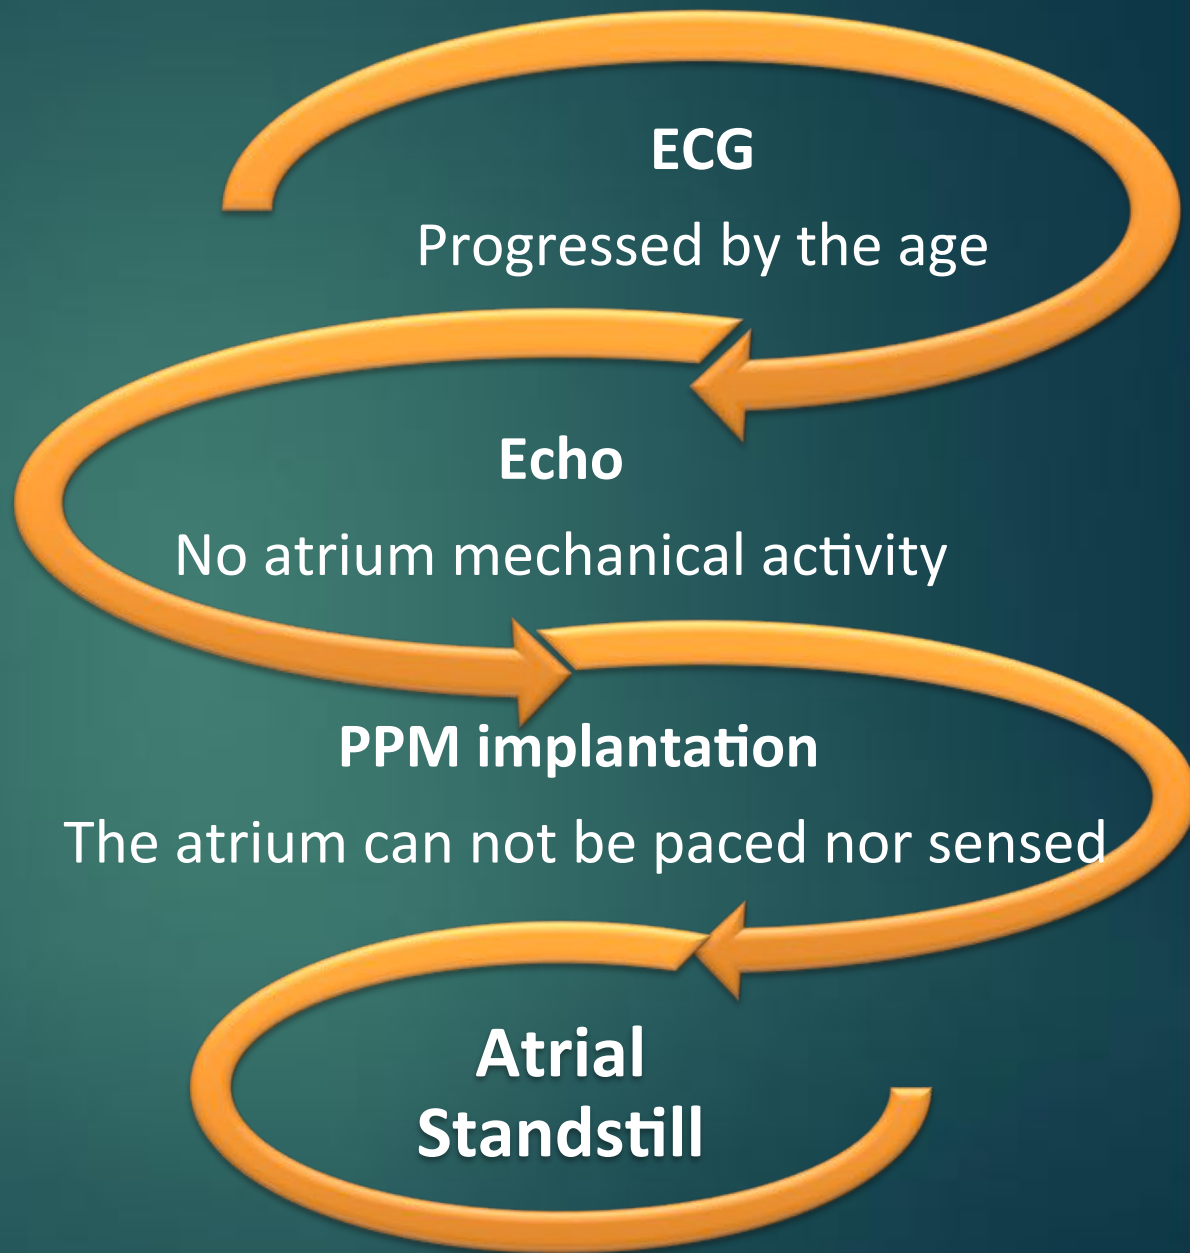 ECG
Progressed by the age
Echo
No atrium mechanical activity
PPM implantation
The atrium can not be paced nor sensed
Atrial
Standstill